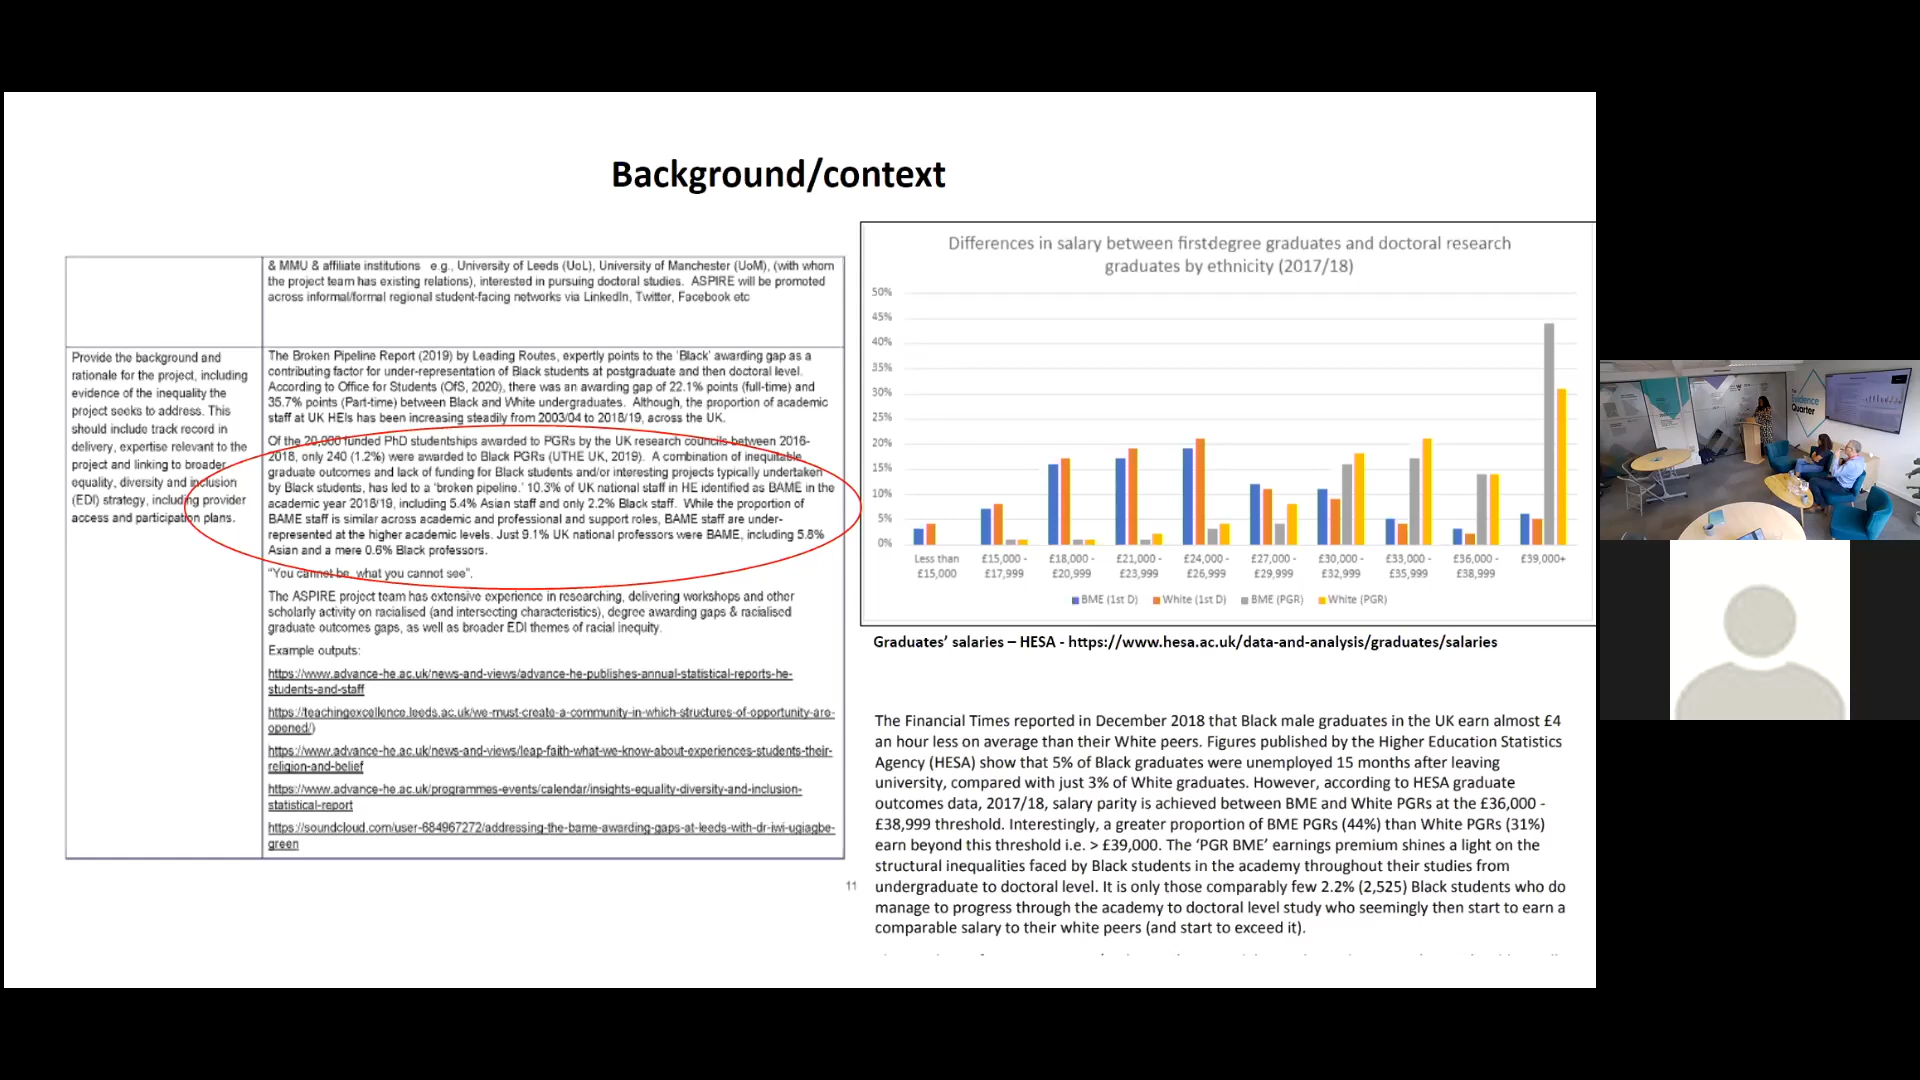 Background/context
& MMU & affiliate institutions e.g., University of Leeds (UoL), University of Manchester (UoM), (with whom
the project team has existing relations), interested in pursuing doctoral studies. ASPIRE will be promoted
across informal/formal regional student-facing networks via LinkedIn, Twitter, Facebook etc
Provide the background and
rationale for the project, including
evidence of the inequality the
project seeks to address. This
should include track record in
delivery, expertise relevant to the
project and linking to broader
equality, diversity and inclusion
(EDI) strategy, including provider
access and participation plans.
The Broken Pipeline Report (2019) by Leading Routes, expertly points to the 'Black' awarding gap as a
contributing factor for under-representation of Black students at postgraduate and then doctoral level.
According to Office for Students (OfS, 2020), there was an awarding gap of 22.1% points (full-time) and
35.7% points (Part-time) between Black and White undergraduates. Although, the proportion of academic
staff at UK HEIs has been increasing steadily from 2003/04 to 2018/19, across the UK.
Of the 20,000 funded PhD studentships awarded to PGRs by the UK research councils between 2016-
2018, only 240 (1.2%) were awarded to Black PGRs (UTHE UK, 2019). A combination of inequitable
graduate outcomes and lack of funding for Black students and/or interesting projects typically undertaken
by Black students, has led to a 'broken pipeline.' 10.3% of UK national staff in HE identified as BAME in the
academic year 2018/19, including 5.4% Asian staff and only 2.2% Black staff. While the proportion of
BAME staff is similar across academic and professional and support roles, BAME staff are under-
represented at the higher academic levels. Just 9.1% UK national professors were BAME, including 5.8%
Asian and a mere 0.6% Black professors.
"You cannot be, what you cannot see".
The ASPIRE project team has extensive experience in researching, delivering workshops and other
scholarly activity on racialised (and intersecting characteristics), degree awarding gaps & racialised
graduate outcomes gaps, as well as broader EDI themes of racial inequity.
Example outputs:
https://www.advance-he.ac.uk/news-and-views/advance-he-publishes-annual-statistical-reports-he-
students-and-staff
https://teachingexcellence.leeds.ac.uk/we-must-create-a-community-in-which-structures-of-opportunity-are-
opened/)
https://www.advance-he.ac.uk/news-and-views/leap-faith-what-we-know-about-experiences-students-their-
religion-and-belief
https://www.advance-he.ac.uk/programmes-events/calendar/insights-equality-diversity-and-inclusion-
statistical-report
https://soundcloud.com/user-684967272/addressing-the-bame-awarding-gaps-at-leeds-with-dr-iwi-ugiagbe-
green
11
Differences in salary between first-degree graduates and doctoral research
graduates by ethnicity (2017/18)
50%
45%
40%
35%
30%
25%
20%
15%
10%
5%
0%
Less than £15,000
£15,000 - £17,999
£18,000 - £20,999
£21,000 - £23,999
£24,000 - £26,999
£27,000 - £29,999
£30,000 - £32,999
£33,000 - £35,999
£36,000 - £38,999
£39,000+
BME (1st D) White (1st D) BME (PGR) White (PGR)
Graduates' salaries – HESA - https://www.hesa.ac.uk/data-and-analysis/graduates/salaries
The Financial Times reported in December 2018 that Black male graduates in the UK earn almost £4
an hour less on average than their White peers. Figures published by the Higher Education Statistics
Agency (HESA) show that 5% of Black graduates were unemployed 15 months after leaving
university, compared with just 3% of White graduates. However, according to HESA graduate
outcomes data, 2017/18, salary parity is achieved between BME and White PGRs at the £36,000 -
£38,999 threshold. Interestingly, a greater proportion of BME PGRs (44%) than White PGRs (31%)
earn beyond this threshold i.e. > £39,000. The 'PGR BME' earnings premium shines a light on the
structural inequalities faced by Black students in the academy throughout their studies from
undergraduate to doctoral level. It is only those comparably few 2.2% (2,525) Black students who do
manage to progress through the academy to doctoral level study who seemingly then start to earn a
comparable salary to their white peers (and start to exceed it).
The
Evidence
Quarter